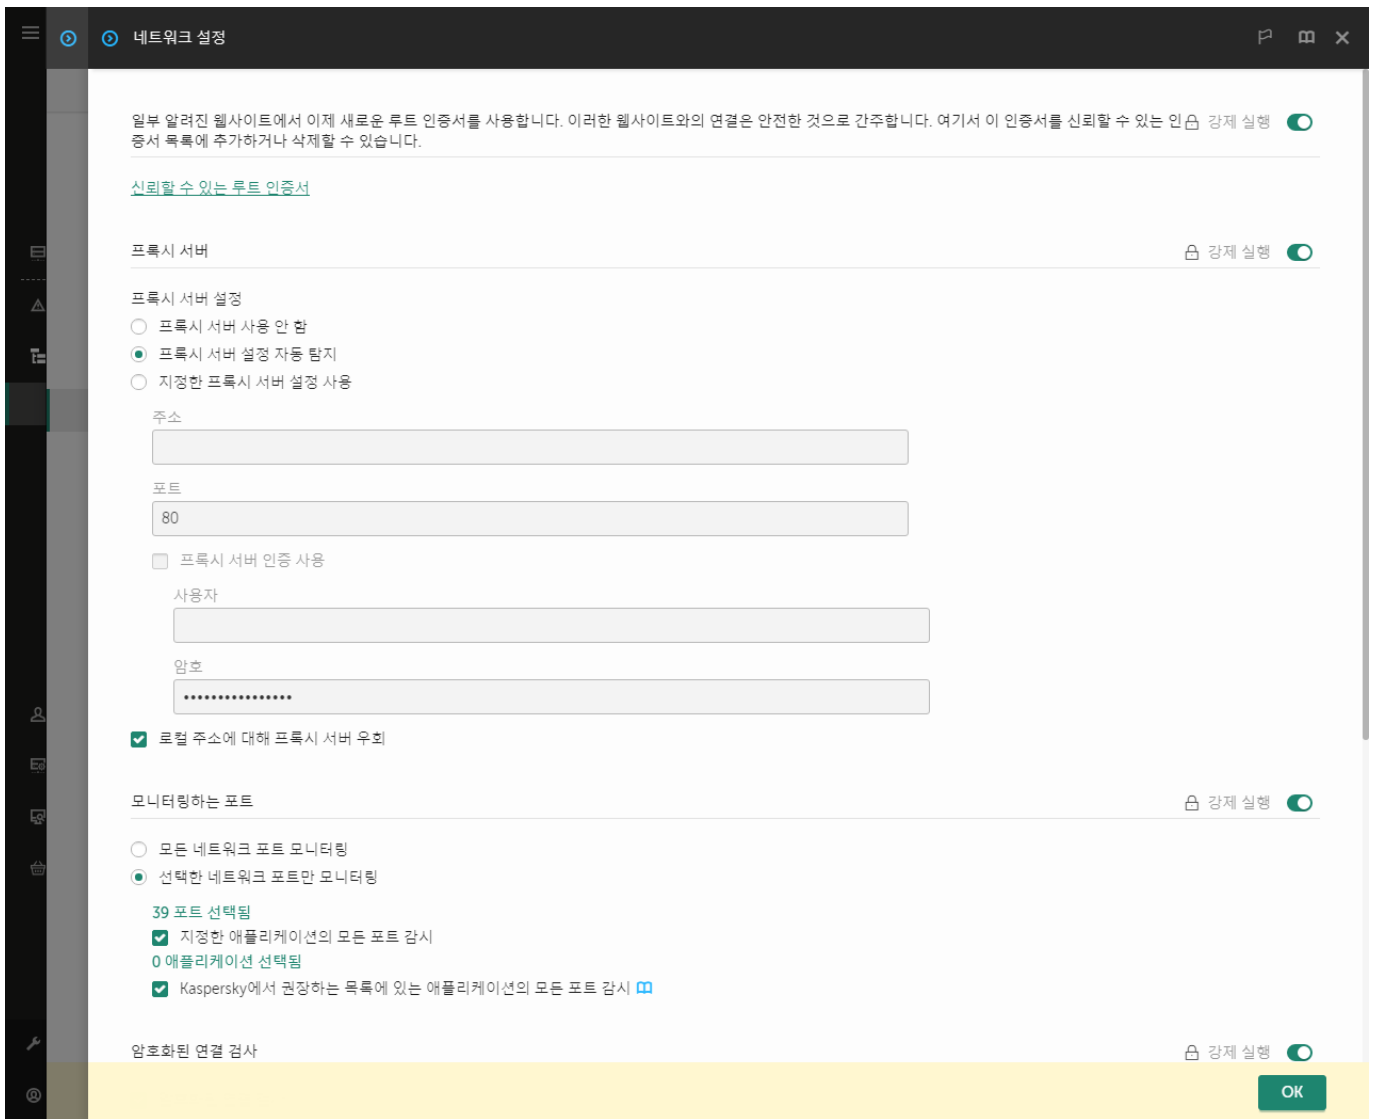 네트워크 설정
일부 알려진 웹사이트에서 이제 새로운 루트 인증서를 사용합니다. 이러한 웹사이트와의 연결은 안전한 것으로 간주합니다. 여기서 이 인증서를 신뢰할 수 있는 인
증서 목록에 추가하거나 삭제할 수 있습니다.
강제 실행
신뢰할 수 있는 루트 인증서
프록시 서버
강제 실행
프록시 서버 설정
프록시 서버 사용 안 함
프록시 서버 설정 자동 탐지
지정한 프록시 서버 설정 사용
주소
포트
80
프록시 서버 인증 사용
사용자
암호
••••••••••••••••
로컬 주소에 대해 프록시 서버 우회
모니터링하는 포트
강제 실행
모든 네트워크 포트 모니터링
선택한 네트워크 포트만 모니터링
39 포트 선택됨
지정한 애플리케이션의 모든 포트 감시
0 애플리케이션 선택됨
Kaspersky에서 권장하는 목록에 있는 애플리케이션의 모든 포트 감시
암호화된 연결 검사
강제 실행
OK